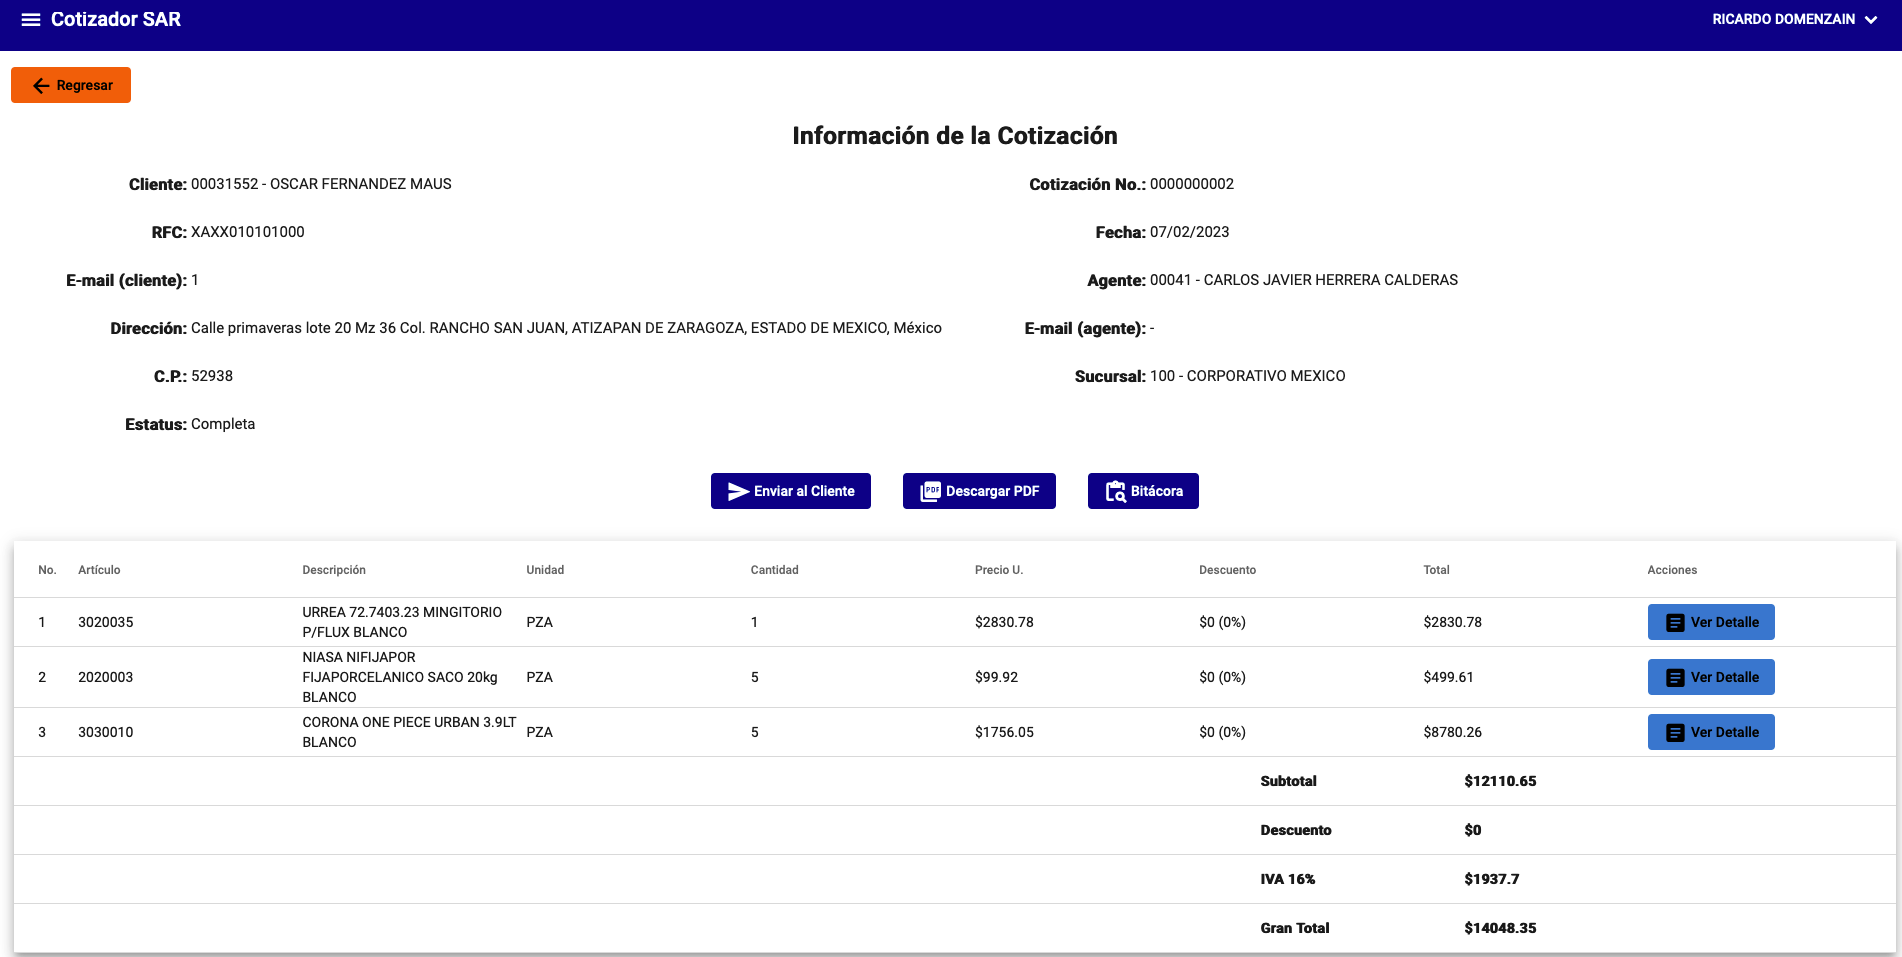 Cotizador SAR
RICARDO DOMENZAIN
Regresar
Información de la Cotización
Cliente: 00031552 - OSCAR FERNANDEZ MAUS
Cotización No.: 0000000002
RFC: XAXX010101000
Fecha: 07/02/2023
E-mail (cliente): 1
Agente: 00041 - CARLOS JAVIER HERRERA CALDERAS
Dirección: Calle primaveras lote 20 Mz 36 Col. RANCHO SAN JUAN, ATIZAPAN DE ZARAGOZA, ESTADO DE MEXICO, México
E-mail (agente): -
C.P.: 52938
Sucursal: 100 - CORPORATIVO MEXICO
Estatus: Completa
Enviar al Cliente
PDF Descargar PDF
Bitácora
No. Artículo Descripción Unidad Cantidad Precio U. Descuento Total Acciones
1 3020035 URREA 72.7403.23 MINGITORIO
P/FLUX BLANCO PZA 1 $2830.78 $0 (0%) $2830.78 Ver Detalle
2 2020003 NIASA NIFIJAPOR
FIJAPORCELANICO SACO 20kg
BLANCO PZA 5 $99.92 $0 (0%) $499.61 Ver Detalle
3 3030010 CORONA ONE PIECE URBAN 3.9LT
BLANCO PZA 5 $1756.05 $0 (0%) $8780.26 Ver Detalle
Subtotal $12110.65
Descuento $0
IVA 16% $1937.7
Gran Total $14048.35